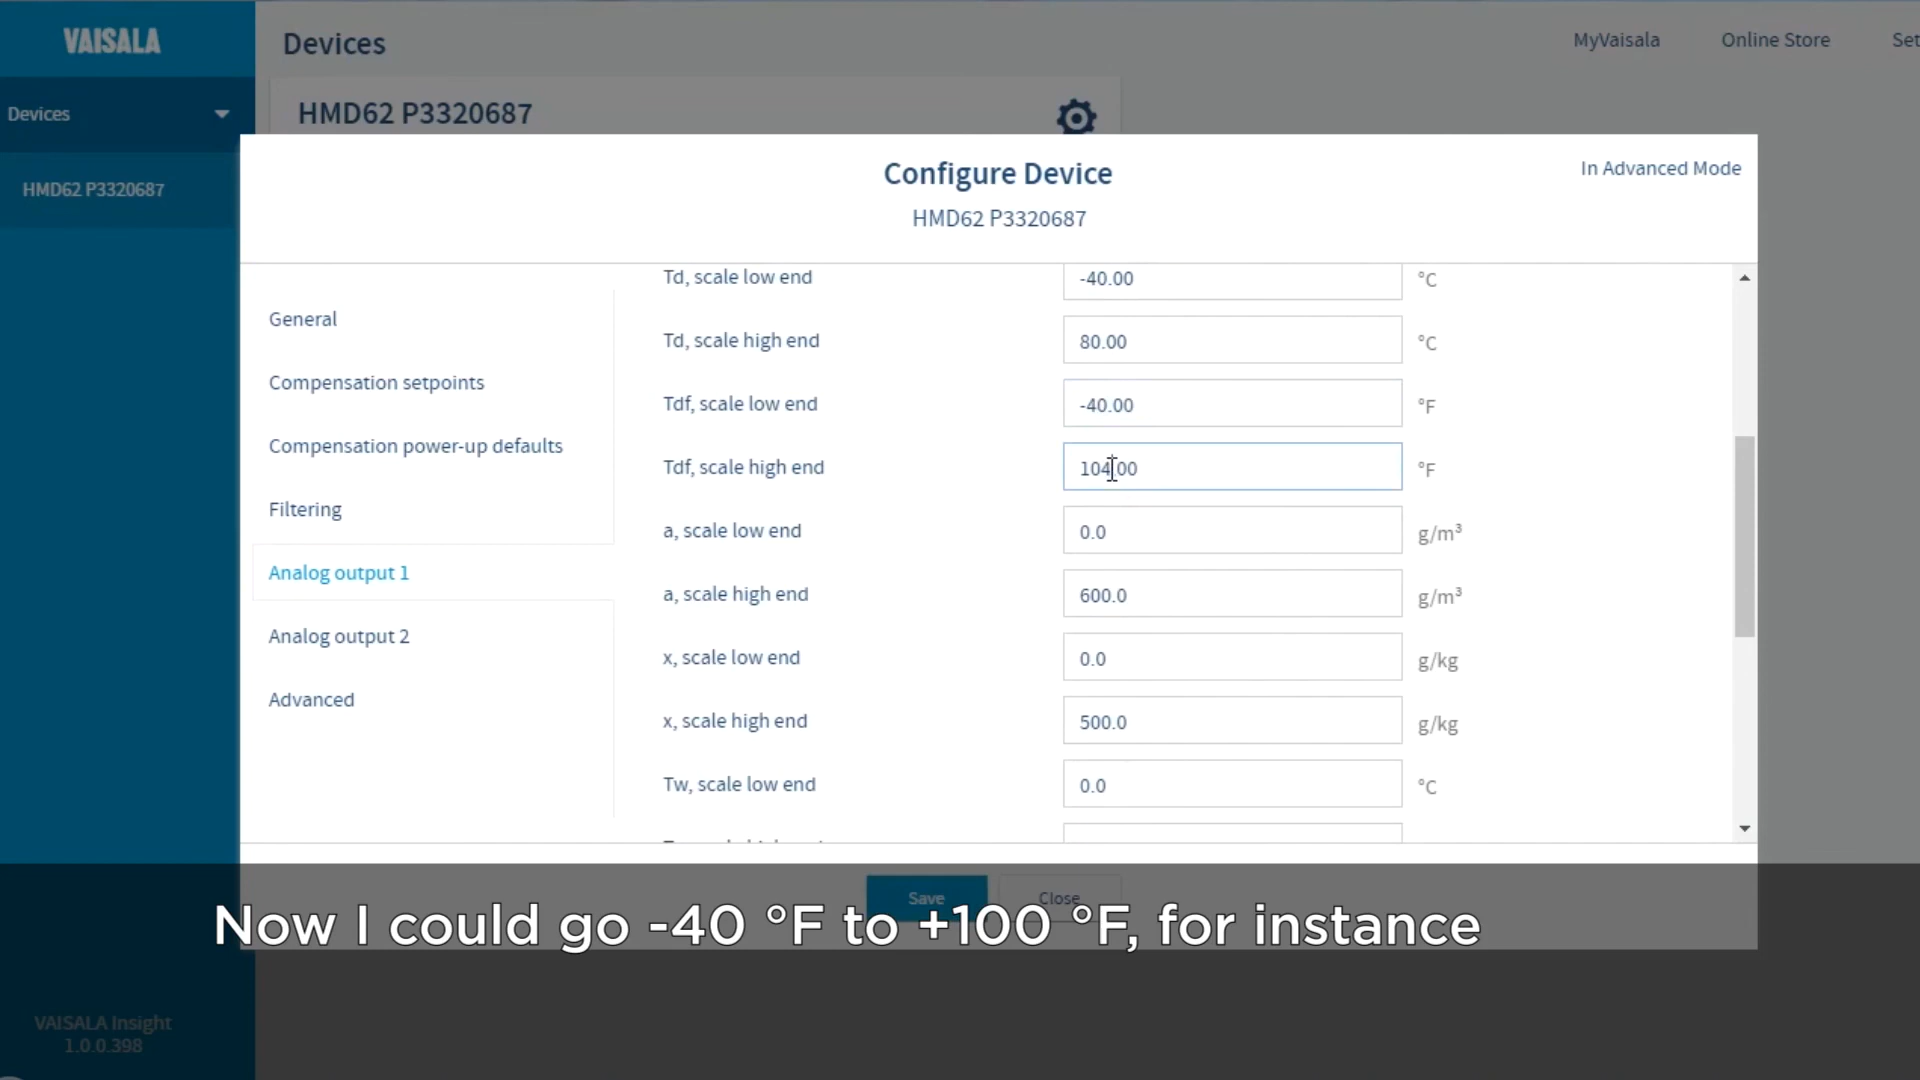 VAISALA
Devices
MyVaisala
Online Store
Set
Devices
HMD62 P3320687
HMD62 P3320687
Configure Device
In Advanced Mode
HMD62 P3320687
General
Compensation setpoints
Compensation power-up defaults
Filtering
Analog output 1
Analog output 2
Advanced
Td, scale low end -40.00 °C
Td, scale high end 80.00 °C
Tdf, scale low end -40.00 °F
Tdf, scale high end 104.00 °F
a, scale low end 0.0 g/m³
a, scale high end 600.0 g/m³
x, scale low end 0.0 g/kg
x, scale high end 500.0 g/kg
Tw, scale low end 0.0 °C
Save
Close
Now I could go -40 °F to +100 °F, for instance
VAISALA Insight
1.0.0.398